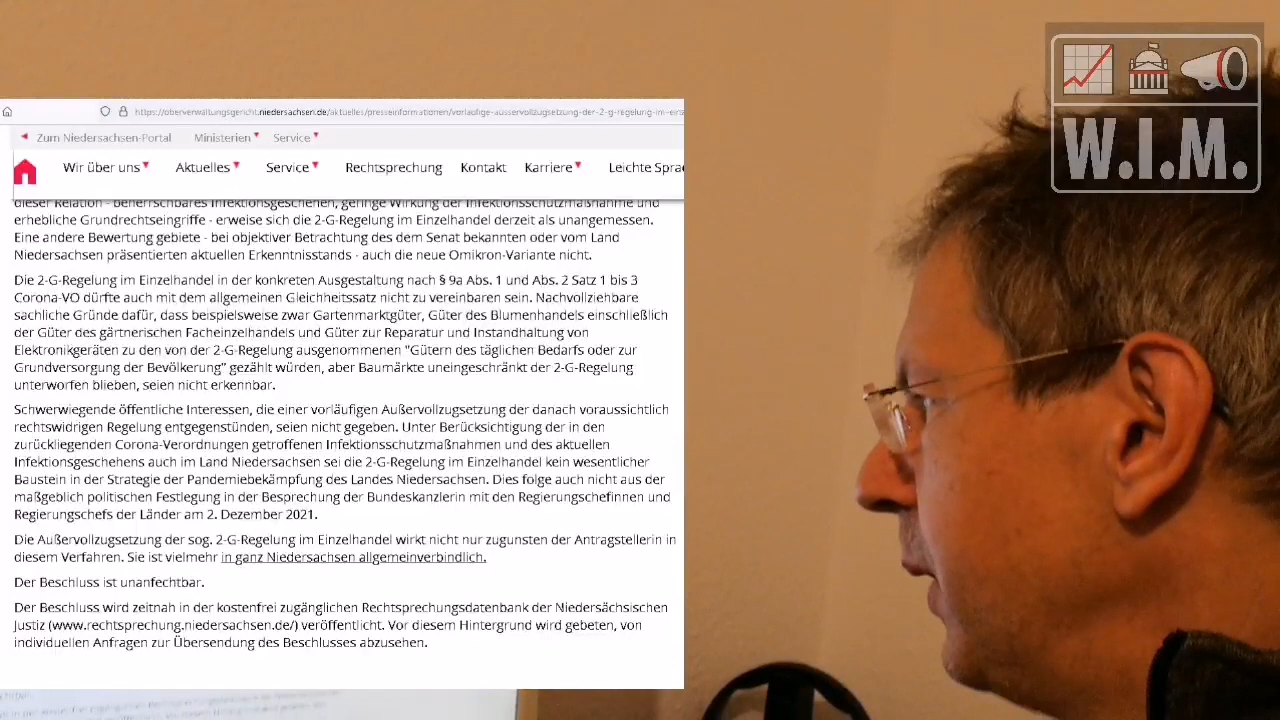 W.I.M.
https://oberverwaltungsgericht.niedersachsen.de/aktuelles/presseinformationen/vorlaufige-ausservollzugsetzung-der-2-g-regelung-im-einz
Zum Niedersachsen-Portal Ministerien Service
Wir über uns Aktuelles Service Rechtsprechung Kontakt Karriere Leichte Sprac
dieser Relation - beherrschbares Infektionsgeschehen, geringe Wirkung der Infektionsschutzmaßnahme und
erhebliche Grundrechtseingriffe - erweise sich die 2-G-Regelung im Einzelhandel derzeit als unangemessen.
Eine andere Bewertung gebiete - bei objektiver Betrachtung des dem Senat bekannten oder vom Land
Niedersachsen präsentierten aktuellen Erkenntnisstands - auch die neue Omikron-Variante nicht.
Die 2-G-Regelung im Einzelhandel in der konkreten Ausgestaltung nach § 9a Abs. 1 und Abs. 2 Satz 1 bis 3
Corona-VO dürfte auch mit dem allgemeinen Gleichheitssatz nicht zu vereinbaren sein. Nachvollziehbare
sachliche Gründe dafür, dass beispielsweise zwar Gartenmarktgüter, Güter des Blumenhandels einschließlich
der Güter des gärtnerischen Facheinzelhandels und Güter zur Reparatur und Instandhaltung von
Elektronikgeräten zu den von der 2-G-Regelung ausgenommenen "Gütern des täglichen Bedarfs oder zur
Grundversorgung der Bevölkerung" gezählt würden, aber Baumärkte uneingeschränkt der 2-G-Regelung
unterworfen blieben, seien nicht erkennbar.
Schwerwiegende öffentliche Interessen, die einer vorläufigen Außervollzugsetzung der danach voraussichtlich
rechtswidrigen Regelung entgegenstünden, seien nicht gegeben. Unter Berücksichtigung der in den
zurückliegenden Corona-Verordnungen getroffenen Infektionsschutzmaßnahmen und des aktuellen
Infektionsgeschehens auch im Land Niedersachsen sei die 2-G-Regelung im Einzelhandel kein wesentlicher
Baustein in der Strategie der Pandemiebekämpfung des Landes Niedersachsen. Dies folge auch nicht aus der
maßgeblich politischen Festlegung in der Besprechung der Bundeskanzlerin mit den Regierungschefinnen und
Regierungschefs der Länder am 2. Dezember 2021.
Die Außervollzugsetzung der sog. 2-G-Regelung im Einzelhandel wirkt nicht nur zugunsten der Antragstellerin in
diesem Verfahren. Sie ist vielmehr in ganz Niedersachsen allgemeinverbindlich.
Der Beschluss ist unanfechtbar.
Der Beschluss wird zeitnah in der kostenfrei zugänglichen Rechtsprechungsdatenbank der Niedersächsischen
Justiz (www.rechtsprechung.niedersachsen.de/) veröffentlicht. Vor diesem Hintergrund wird gebeten, von
individuellen Anfragen zur Übersendung des Beschlusses abzusehen.